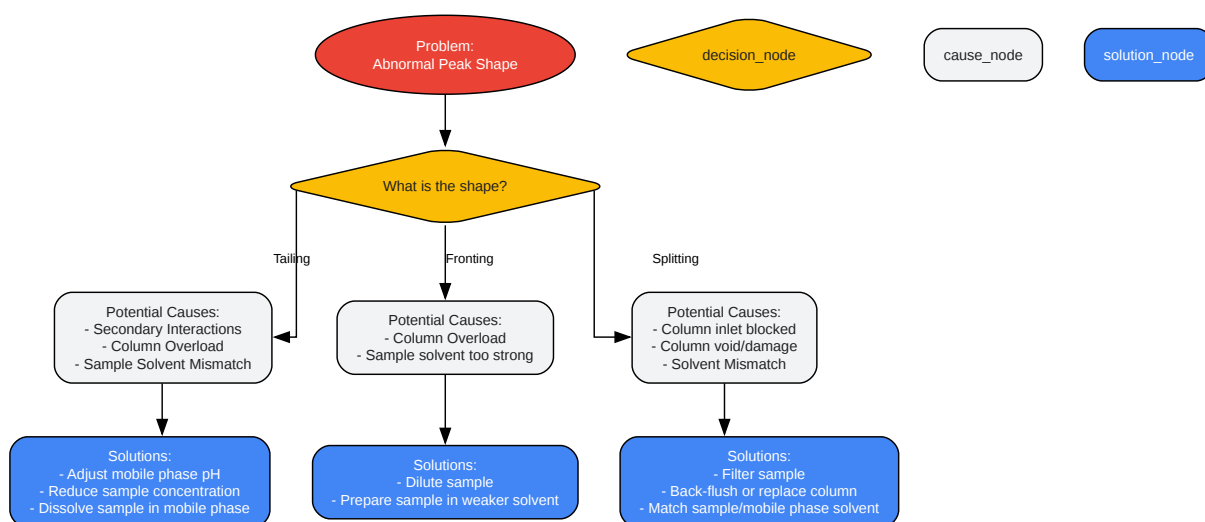 Problem:
Abnormal Peak Shape
decision_node
cause_node
solution_node
What is the shape?
Tailing
Fronting
Splitting
Potential Causes:
- Secondary Interactions
- Column Overload
- Sample Solvent Mismatch
Potential Causes:
- Column Overload
- Sample solvent too strong
Potential Causes:
- Column inlet blocked
- Column void/damage
- Solvent Mismatch
Solutions:
- Adjust mobile phase pH
- Reduce sample concentration
- Dissolve sample in mobile phase
Solutions:
- Dilute sample
- Prepare sample in weaker solvent
Solutions:
- Filter sample
- Back-flush or replace column
- Match sample/mobile phase solvent